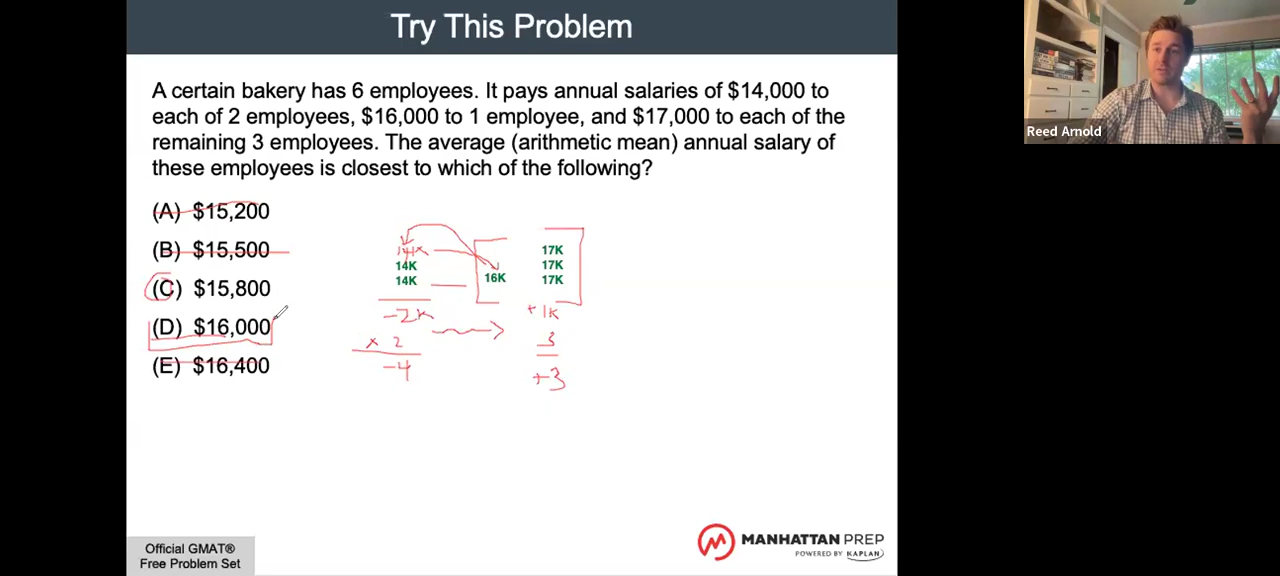 Try This Problem
A certain bakery has 6 employees. It pays annual salaries of $14,000 to
each of 2 employees, $16,000 to 1 employee, and $17,000 to each of the
remaining 3 employees. The average (arithmetic mean) annual salary of
these employees is closest to which of the following?
(A) $15,200
(B) $15,500
(C) $15,800
(D) $16,000
(E) $16,400
14K
14K
14K
-2K
x 2
-4
16K
17K
17K
17K
+1K
3
+3
Reed Arnold
Official GMAT®
Free Problem Set
MANHATTAN PREP
POWERED BY KAPLAN